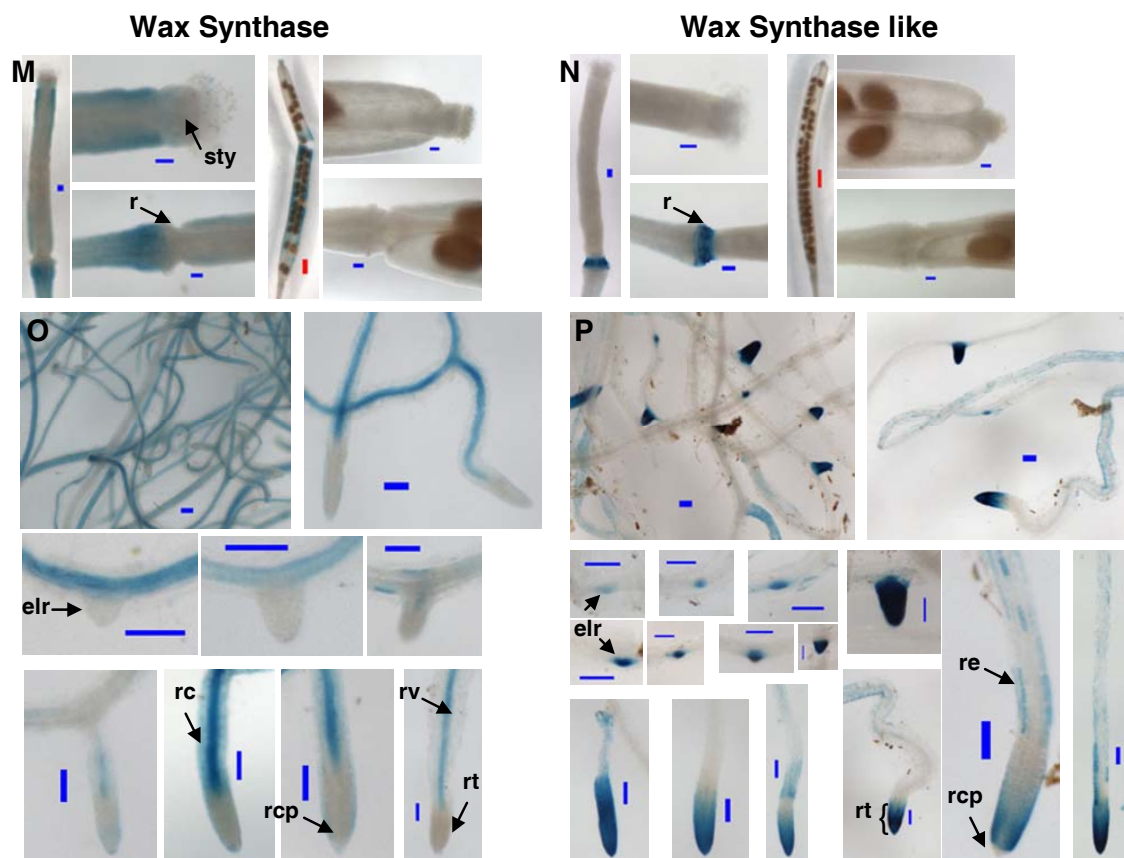 Wax Synthase
Wax Synthase like
M
sty
r
N
r
O
elr
rc
rcp
rv
rt
P
elr
re
rcp
rt {